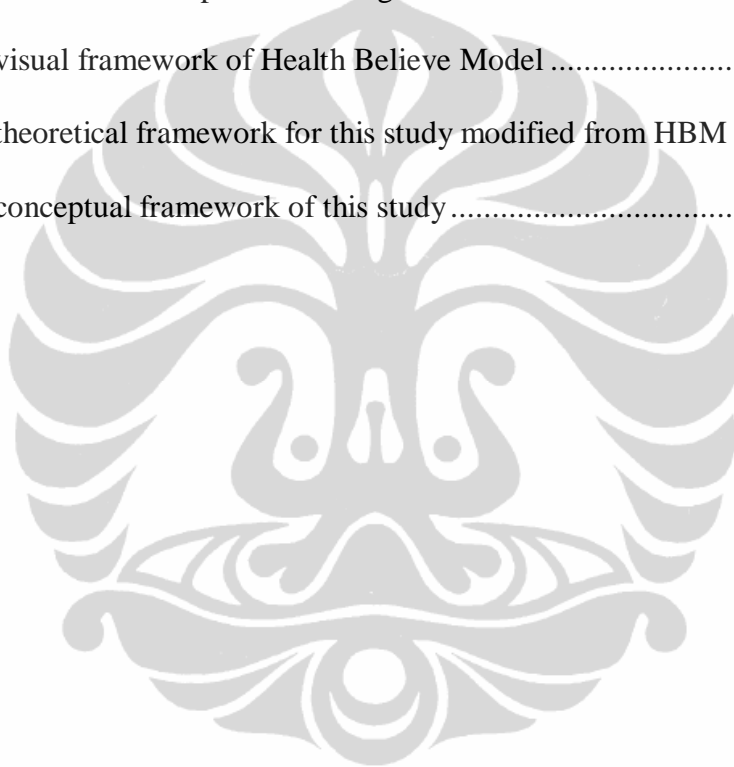 visual framework of Health Believe Model ......................
theoretical framework for this study modified from HBM
conceptual framework of this study .................................